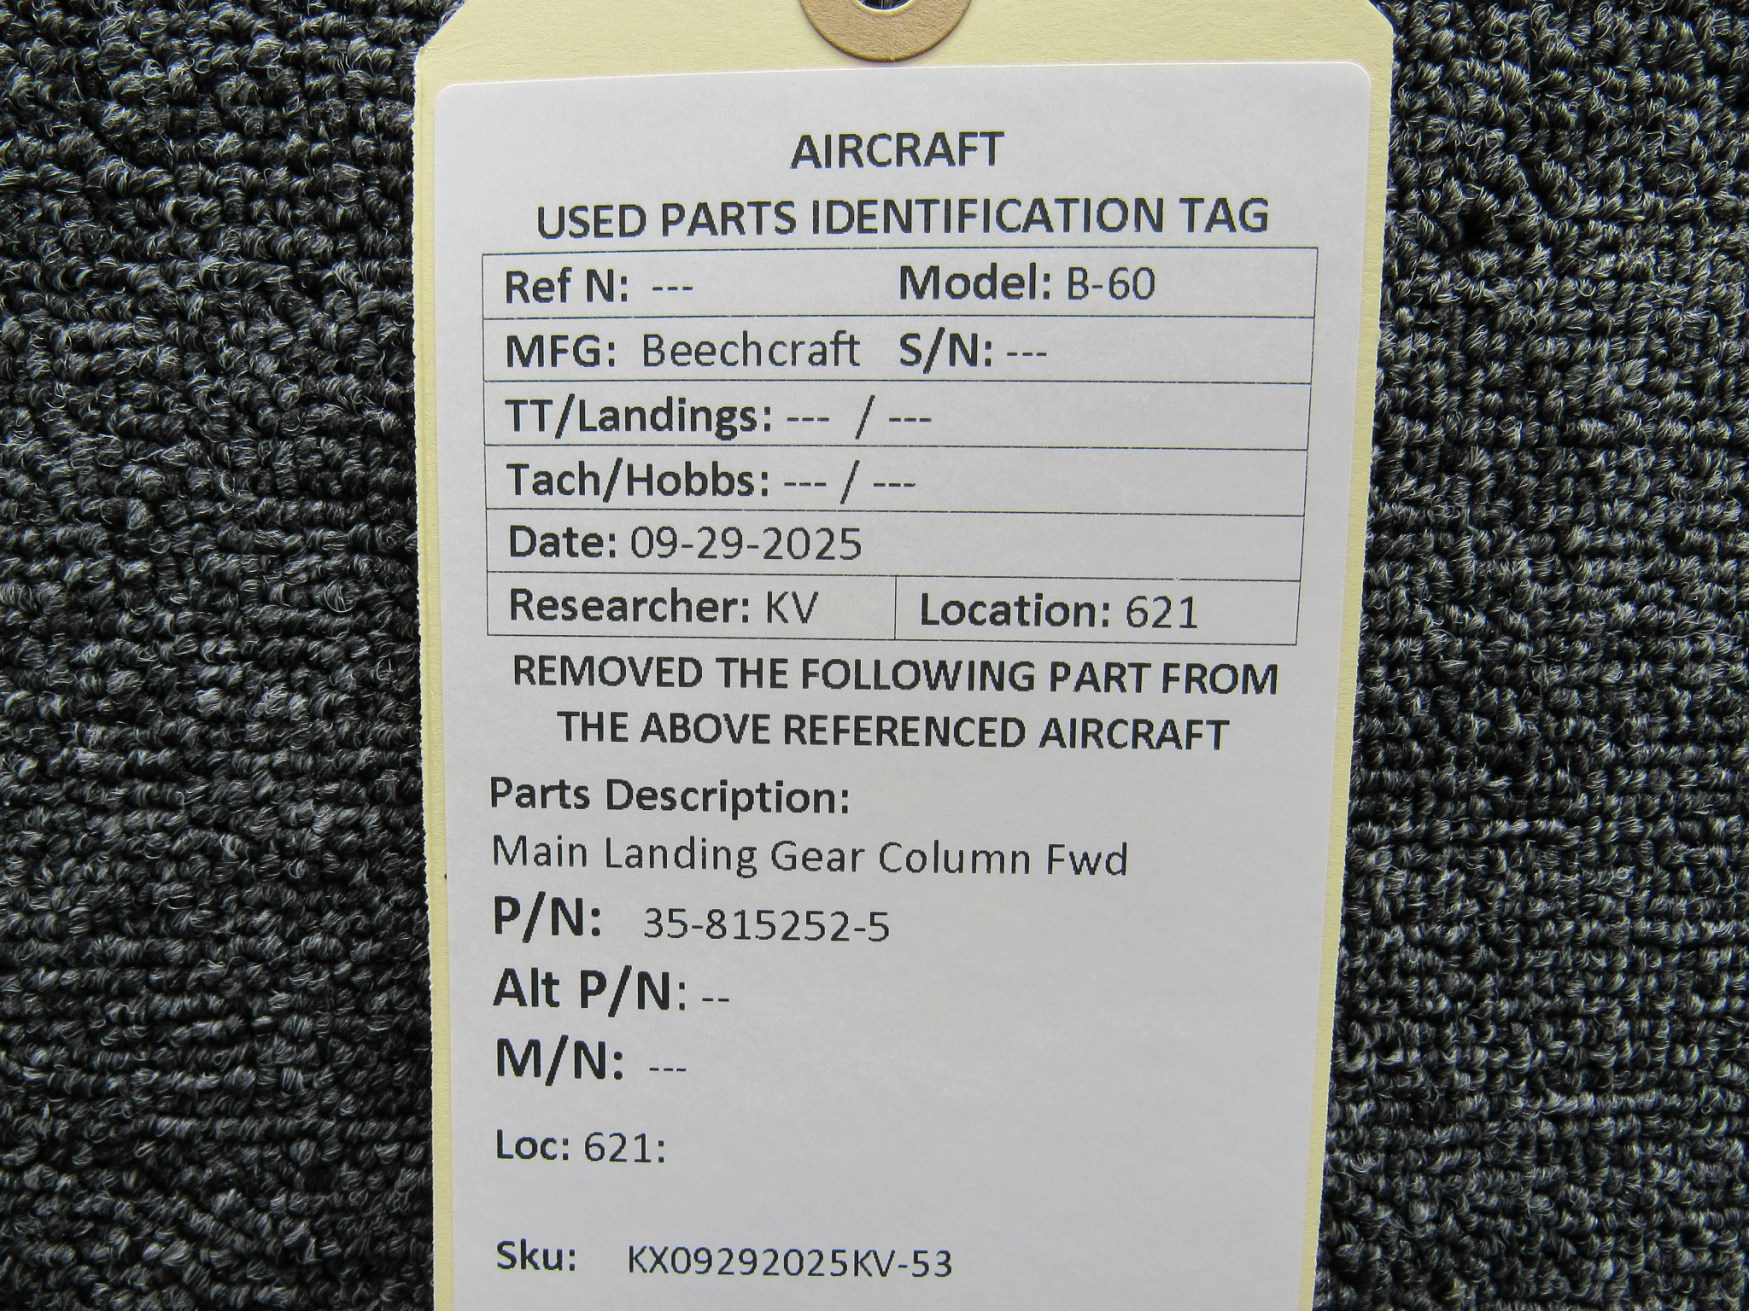 AIRCRAFT
USED PARTS IDENTIFICATION TAG
Ref N: --- Model: B-60
MFG: Beechcraft S/N: ---
TT/Landings: --- / ---
Tach/Hobbs: --- / ---
Date: 09-29-2025
Researcher: KV Location: 621
REMOVED THE FOLLOWING PART FROM
THE ABOVE REFERENCED AIRCRAFT
Parts Description:
Main Landing Gear Column Fwd
P/N: 35-815252-5
Alt P/N: --
M/N: ---
Loc: 621:
Sku: KX09292025KV-53